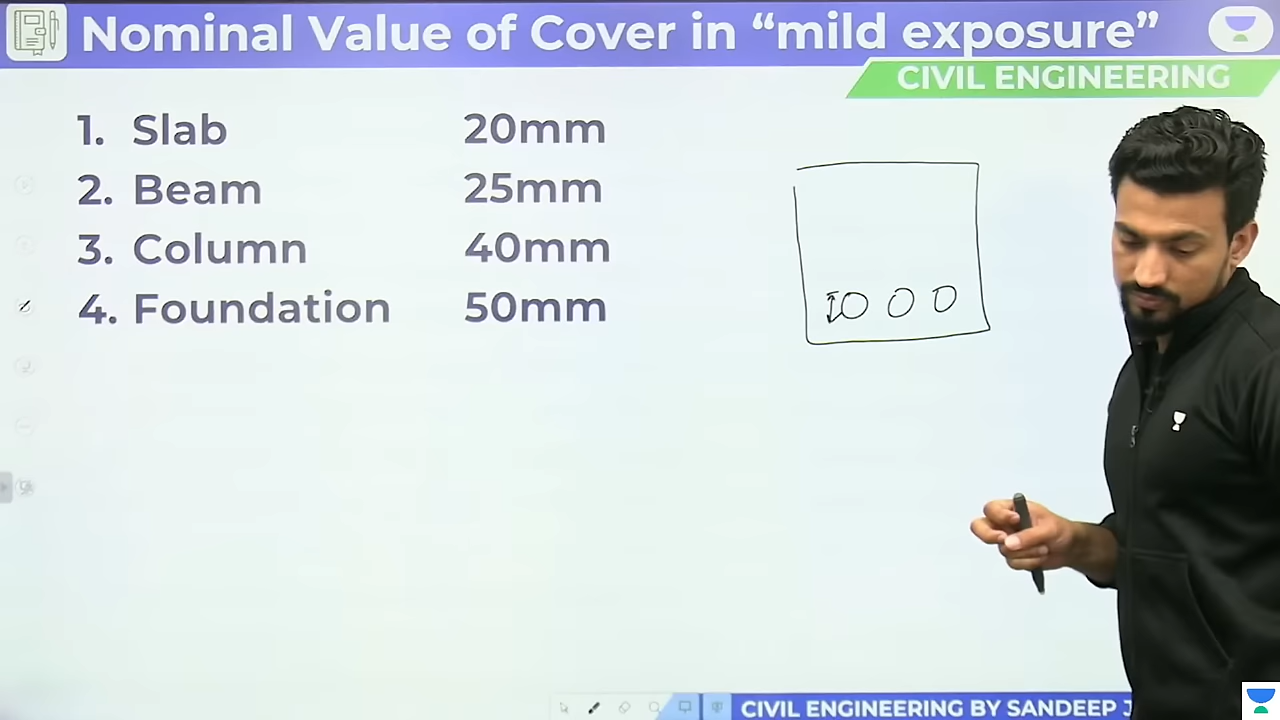 Nominal Value of Cover in “mild exposure”
CIVIL ENGINEERING
1. Slab 20mm
2. Beam 25mm
3. Column 40mm
4. Foundation 50mm
CIVIL ENGINEERING BY SANDEEP J